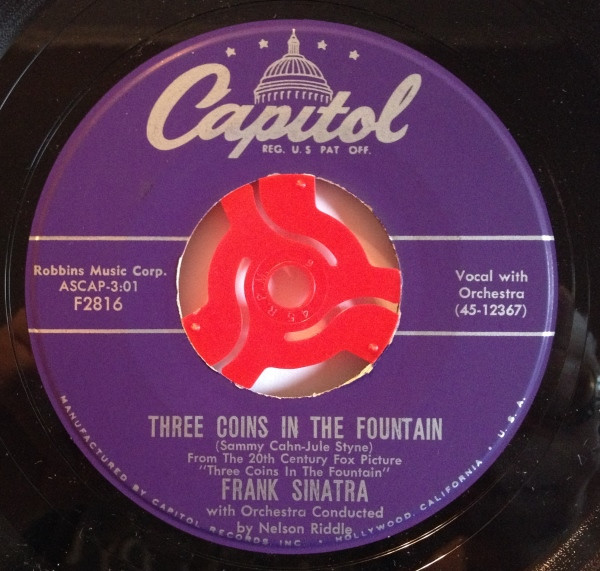 Capitol
REG. U.S PAT OFF.
Robbins Music Corp.
ASCAP-3:01
F2816
Vocal with
Orchestra
(45-12367)
THREE COINS IN THE FOUNTAIN
(Sammy Cahn-Jule Styne)
From The 20th Century Fox Picture
"Three Coins In The Fountain"
FRANK SINATRA
with Orchestra Conducted
by Nelson Riddle
MANUFACTURED BY CAPITOL RECORDS INC. • HOLLYWOOD, CALIFORNIA • U.S.A.